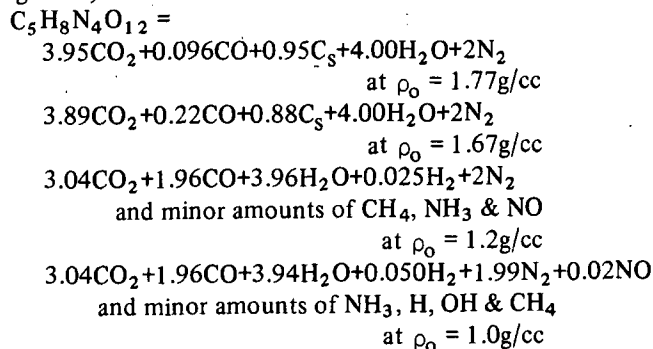 C₅H₈N₄O₁₂ =
3.95CO₂+0.096CO+0.95Cₛ+4.00H₂O+2N₂
at ρₒ = 1.77g/cc
3.89CO₂+0.22CO+0.88Cₛ+4.00H₂O+2N₂
at ρₒ = 1.67g/cc
3.04CO₂+1.96CO+3.96H₂O+0.025H₂+2N₂
and minor amounts of CH₄, NH₃ & NO
at ρₒ = 1.2g/cc
3.04CO₂+1.96CO+3.94H₂O+0.050H₂+1.99N₂+0.02NO
and minor amounts of NH₃, H, OH & CH₄
at ρₒ = 1.0g/cc